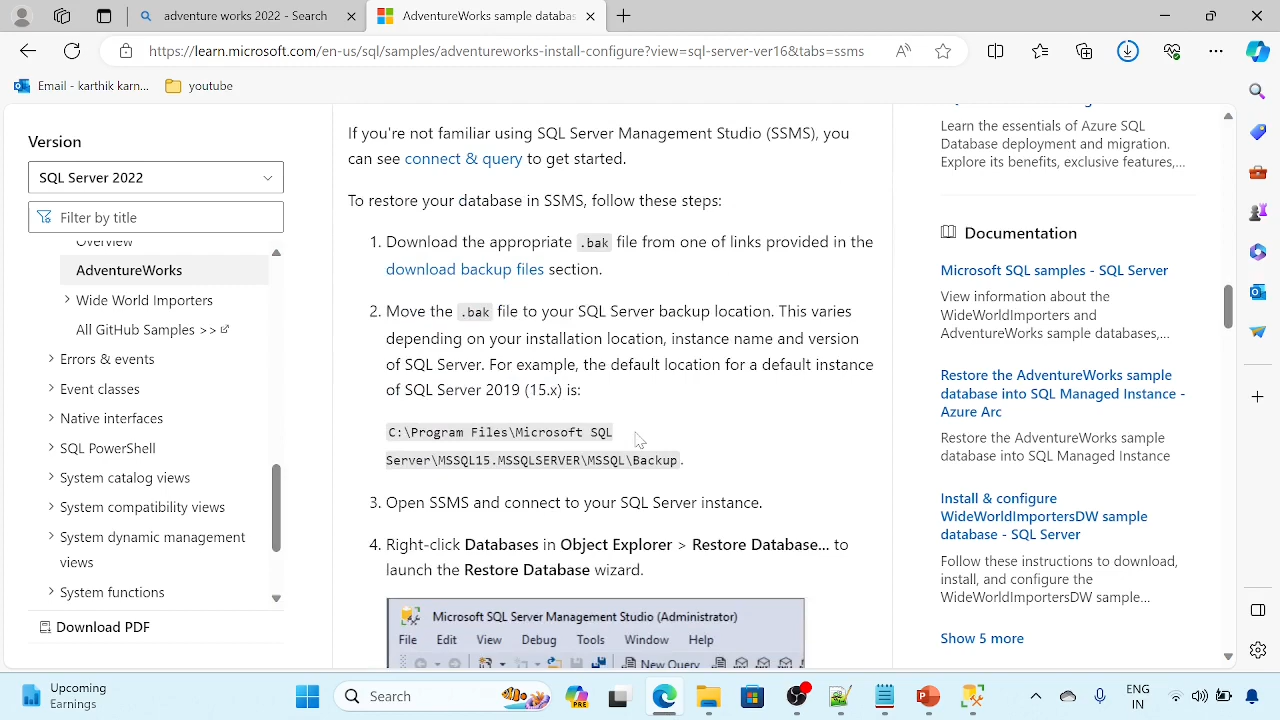 adventure works 2022 - Search
AdvetureWorks sample databas
https://learn.microsoft.com/en-us/sql/samples/adventureworks-install-configure?view=sql-server-ver16&tabs=ssms
Email - karthik karn...
youtube
Version
SQL Server 2022
Filter by title
Overview
AdventureWorks
Wide World Importers
All GitHub Samples >>
Errors & events
Event classes
Native interfaces
SQL PowerShell
System catalog views
System compatibility views
System dynamic management
views
System functions
Download PDF
If you're not familiar using SQL Server Management Studio (SSMS), you
can see connect & query to get started.
To restore your database in SSMS, follow these steps:
1. Download the appropriate .bak file from one of links provided in the
download backup files section.
2. Move the .bak file to your SQL Server backup location. This varies
depending on your installation location, instance name and version
of SQL Server. For example, the default location for a default instance
of SQL Server 2019 (15.x) is:
C:\Program Files\Microsoft SQL
Server\MSSQL15.MSSQLSERVER\MSSQL\Backup.
3. Open SSMS and connect to your SQL Server instance.
4. Right-click Databases in Object Explorer > Restore Database... to
launch the Restore Database wizard.
Microsoft SQL Server Management Studio (Administrator)
File Edit View Debug Tools Window Help
New Query
Learn the essentials of Azure SQL
Database deployment and migration.
Explore its benefits, exclusive features,...
Documentation
Microsoft SQL samples - SQL Server
View information about the
WideWorldImporters and
AdventureWorks sample databases,...
Restore the AdventureWorks sample
database into SQL Managed Instance -
Azure Arc
Restore the AdventureWorks sample
database into SQL Managed Instance
Install & configure
WideWorldImportersDW sample
database - SQL Server
Follow these instructions to download,
install, and configure the
WideWorldImportersDW sample...
Show 5 more
Upcoming
Earnings
Search
PRE
ENG
IN